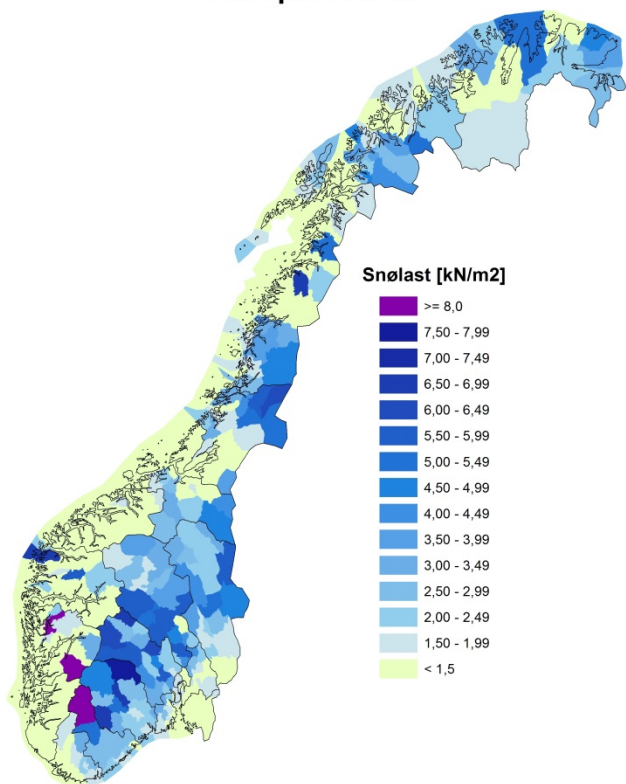 Snølast [kN/m2]
>= 8,0
7,50 - 7,99
7,00 - 7,49
6,50 - 6,99
6,00 - 6,49
5,50 - 5,99
5,00 - 5,49
4,50 - 4,99
4,00 - 4,49
3,50 - 3,99
3,00 - 3,49
2,50 - 2,99
2,00 - 2,49
1,50 - 1,99
< 1,5